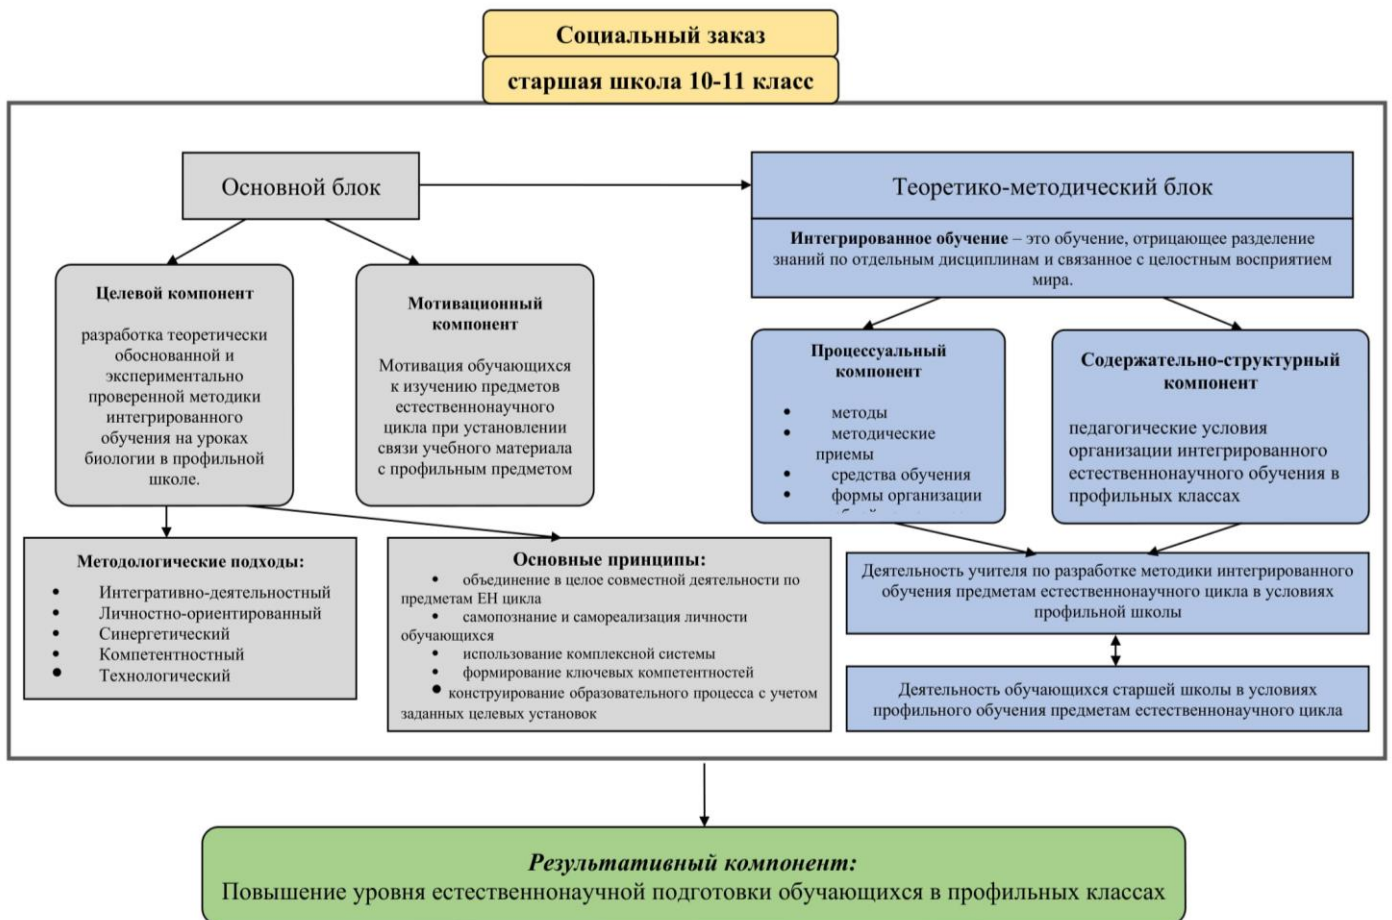 Социальный заказ
старшая школа 10-11 класс
Основной блок
Теоретико-методический блок
Интегрированное обучение – это обучение, отрицающее разделение
знаний по отдельным дисциплинам и связанное с целостным восприятием
мира.
Целевой компонент
разработка теоретически
обоснованной и
экспериментально
проверенной методики
интегрированного
обучения на уроках
биологии в профильной
школе.
Мотивационный
компонент
Мотивация обучающихся
к изучению предметов
естественнонаучного
цикла при установлении
связи учебного материала
с профильным предметом
Процессуальный
компонент
• методы
• методические
приемы
• средства обучения
• формы организации
Содержательно-структурный
компонент
педагогические условия
организации интегрированного
естественнонаучного обучения в
профильных классах
Методологические подходы:
• Интегративно-деятельностный
• Личностно-ориентированный
• Синергетический
• Компетентностный
• Технологический
Основные принципы:
• объединение в целое совместной деятельности по
предметам ЕН цикла
• самопознание и самореализация личности
обучающихся
• использование комплексной системы
• формирование ключевых компетентностей
• конструирование образовательного процесса с учетом
заданных целевых установок
Деятельность учителя по разработке методики интегрированного
обучения предметам естественнонаучного цикла в условиях
профильной школы
Деятельность обучающихся старшей школы в условиях
профильного обучения предметам естественнонаучного цикла
Результативный компонент:
Повышение уровня естественнонаучной подготовки обучающихся в профильных классах